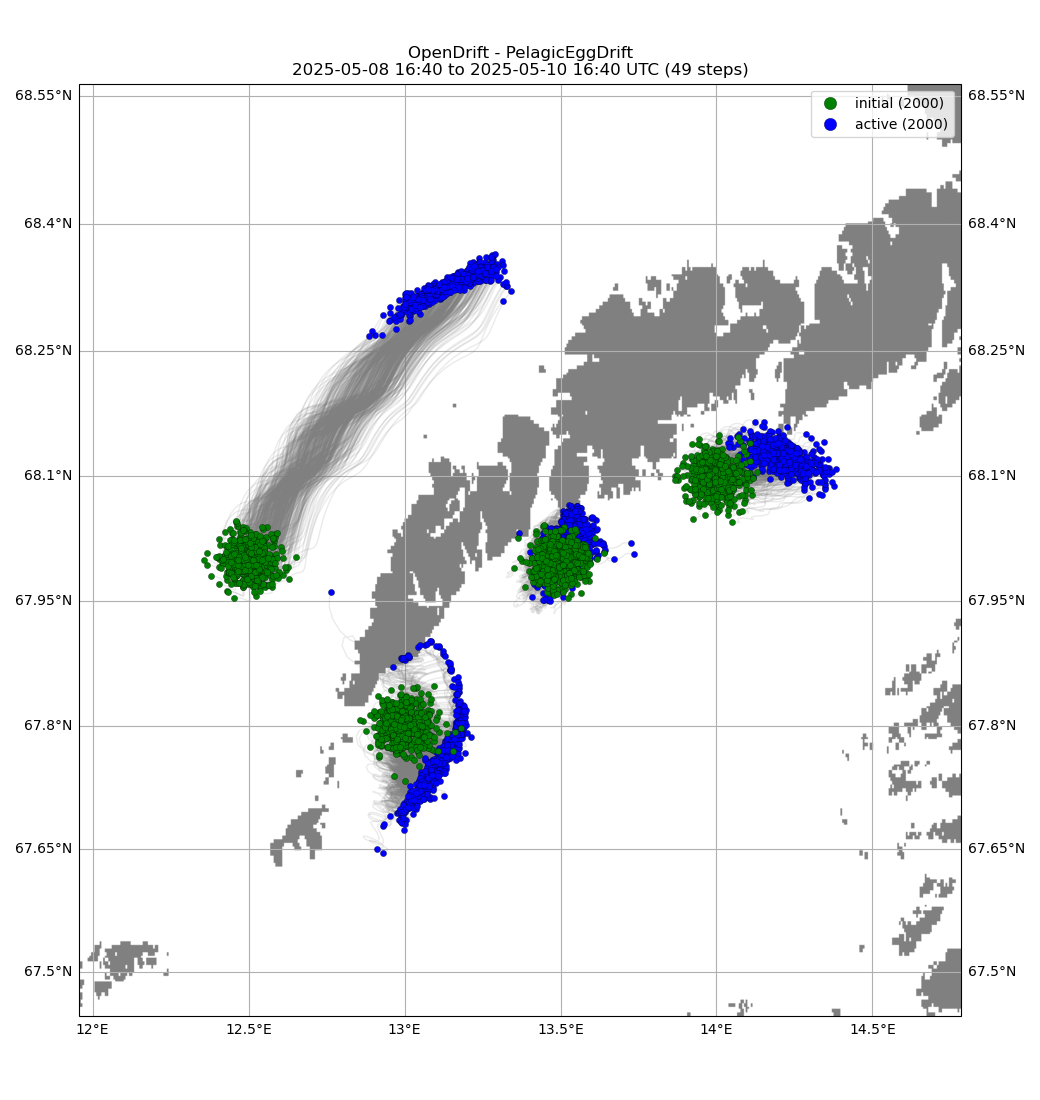 OpenDrift - PelagicEggDrift
2025-05-08 16:40 to 2025-05-10 16:40 UTC (49 steps)
68.55°N
68.55°N
initial (2000)
active (2000)
68.4°N
68.4°N
68.25°N
68.25°N
68.1°N
68.1°N
67.95°N
67.95°N
67.8°N
67.8°N
67.65°N
67.65°N
67.5°N
67.5°N
12°E
12.5°E
13°E
13.5°E
14°E
14.5°E